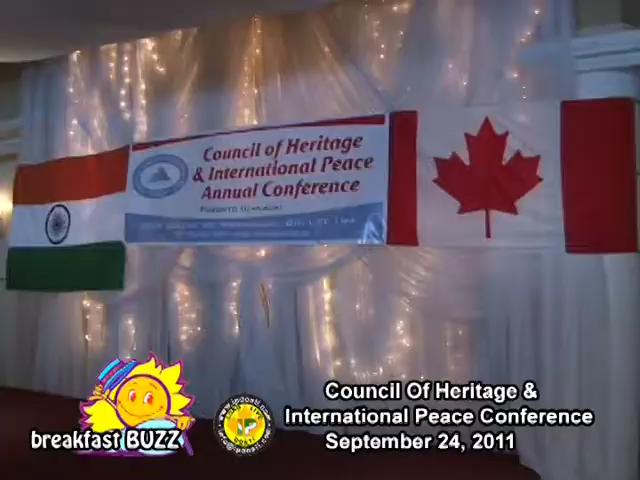 Council of Heritage
& International Peace
Annual Conference
breakfast BUZZ
Council Of Heritage &
International Peace Conference
September 24, 2011